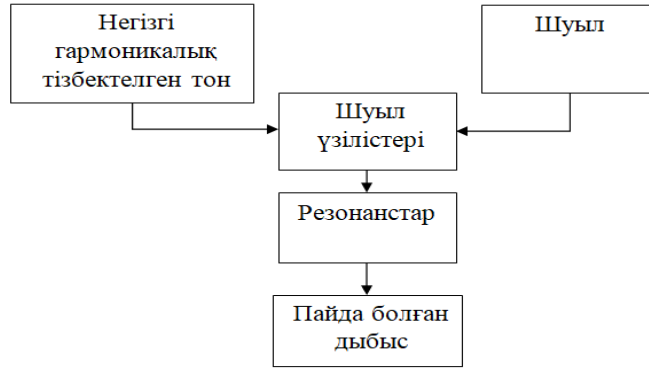 Негізгі
гармоникалық
тізбектелген тон
Шуыл
Шуыл
үзілістері
Резонанстар
Пайда болған
дыбыс